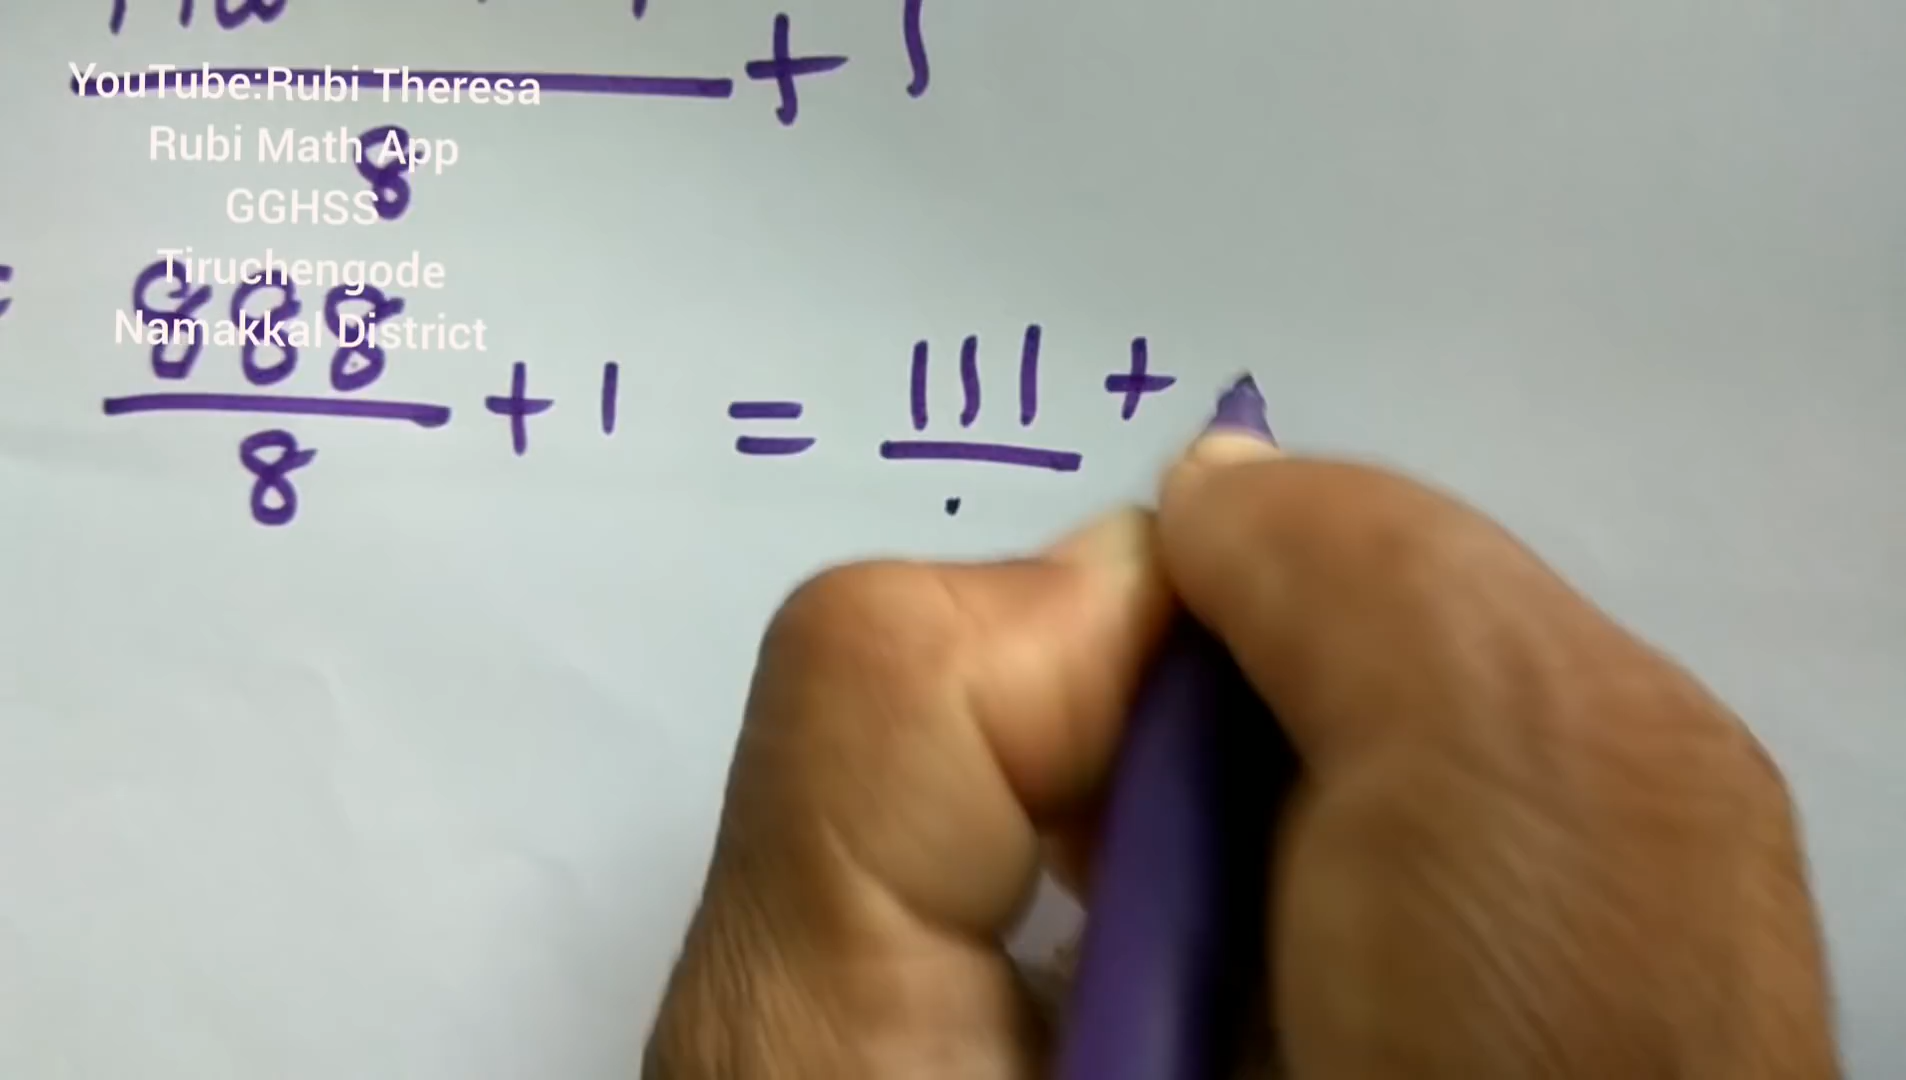 + 1
YouTube:Rubi Theresa
Rubi Math App
8
GGHSS
Tiruchengode
Namakkal District
888
8
+ 1 = 111 +